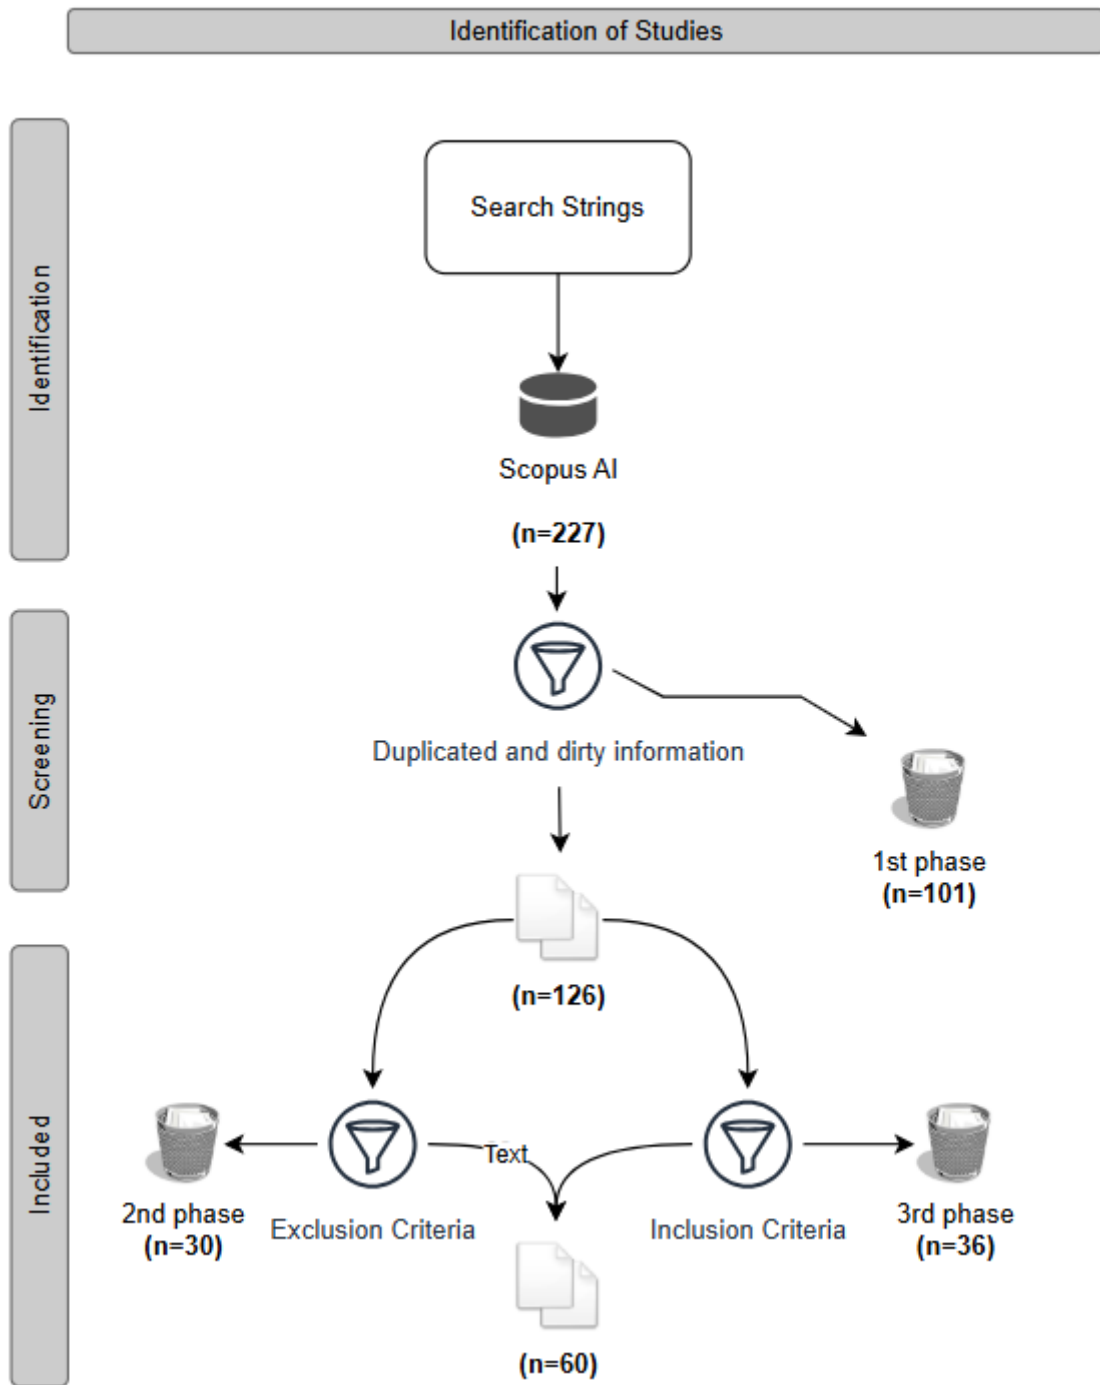 Identification of Studies
Identification
Search Strings
Scopus AI
(n=227)
Screening
Duplicated and dirty information
1st phase
(n=101)
(n=126)
Included
Text
2nd phase
(n=30)
Exclusion Criteria
Inclusion Criteria
3rd phase
(n=36)
(n=60)